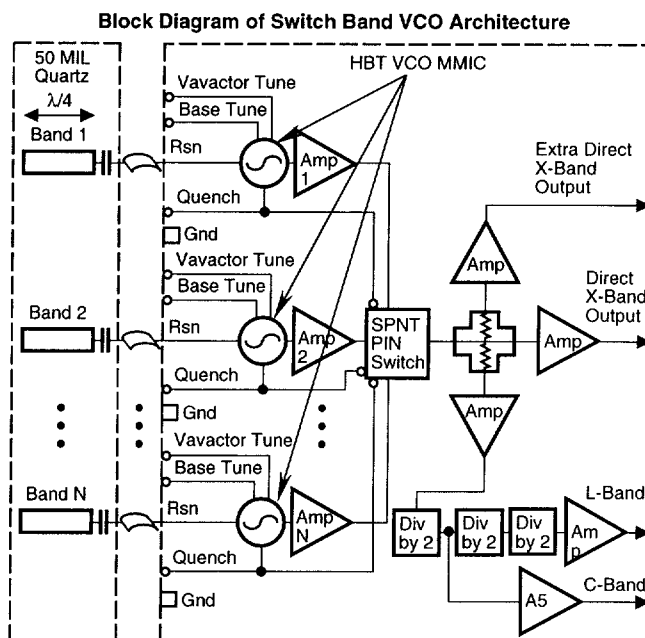 Block Diagram of Switch Band VCO Architecture
50 MIL
Quartz
λ/4
Band 1
Vavactor Tune
Base Tune
Rsn
Quench
Gnd
HBT VCO MMIC
Amp
1
Extra Direct
X-Band
Output
Amp
Vavactor Tune
Base Tune
Band 2
Rsn
Quench
Gnd
Amp
2
SPNT
PIN
Switch
Direct
X-Band
Output
Amp
Amp
Vavactor Tune
Base Tune
Band N
Rsn
Quench
Gnd
Amp
N
Div
by 2
Div
by 2
Div
by 2
Am
p
L-Band
A5
C-Band